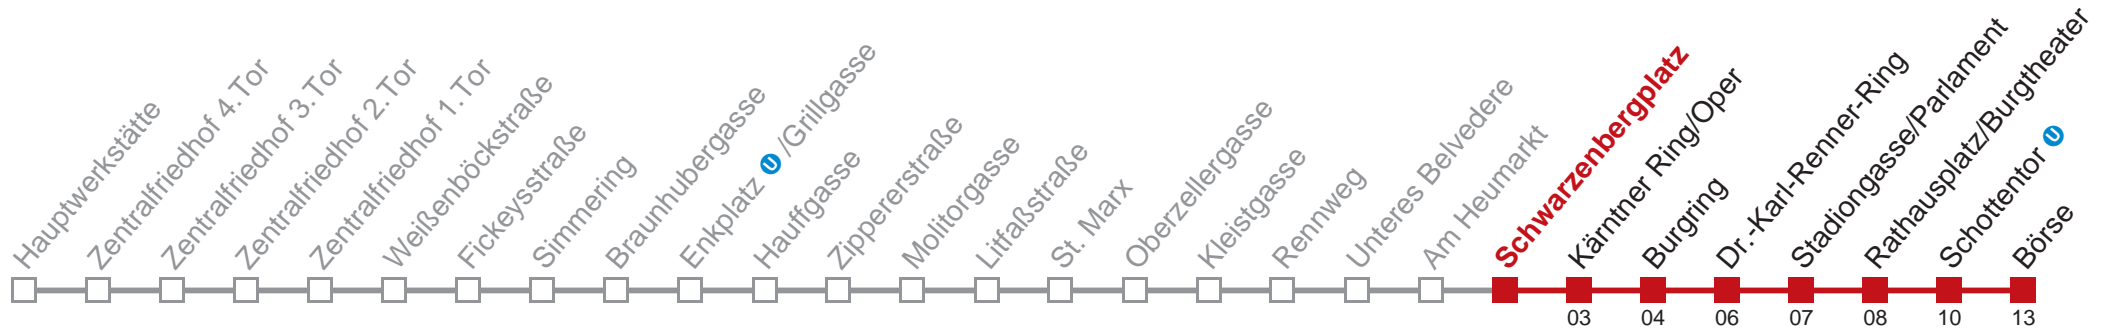 Hauptwerkstätte
Zentralfriedhof 4.Tor
Zentralfriedhof 3.Tor
Zentralfriedhof 2.Tor
Zentralfriedhof 1.Tor
Weißenböckstraße
Fickeysstraße
Simmering
Braunhubergasse
Enkplatz U /Grillgasse
Hauffgasse
Zippererstraße
Molitorgasse
Litfaßstraße
St. Marx
Oberzellergasse
Kleistgasse
Rennweg
Unteres Belvedere
Am Heumarkt
Schwarzenbergplatz
Kärntner Ring/Oper
Burgring
Dr.-Karl-Renner-Ring
Stadiongasse/Parlament
Rathausplatz/Burgtheater
Schottentor U
Börse
03 04 06 07 08 10 13